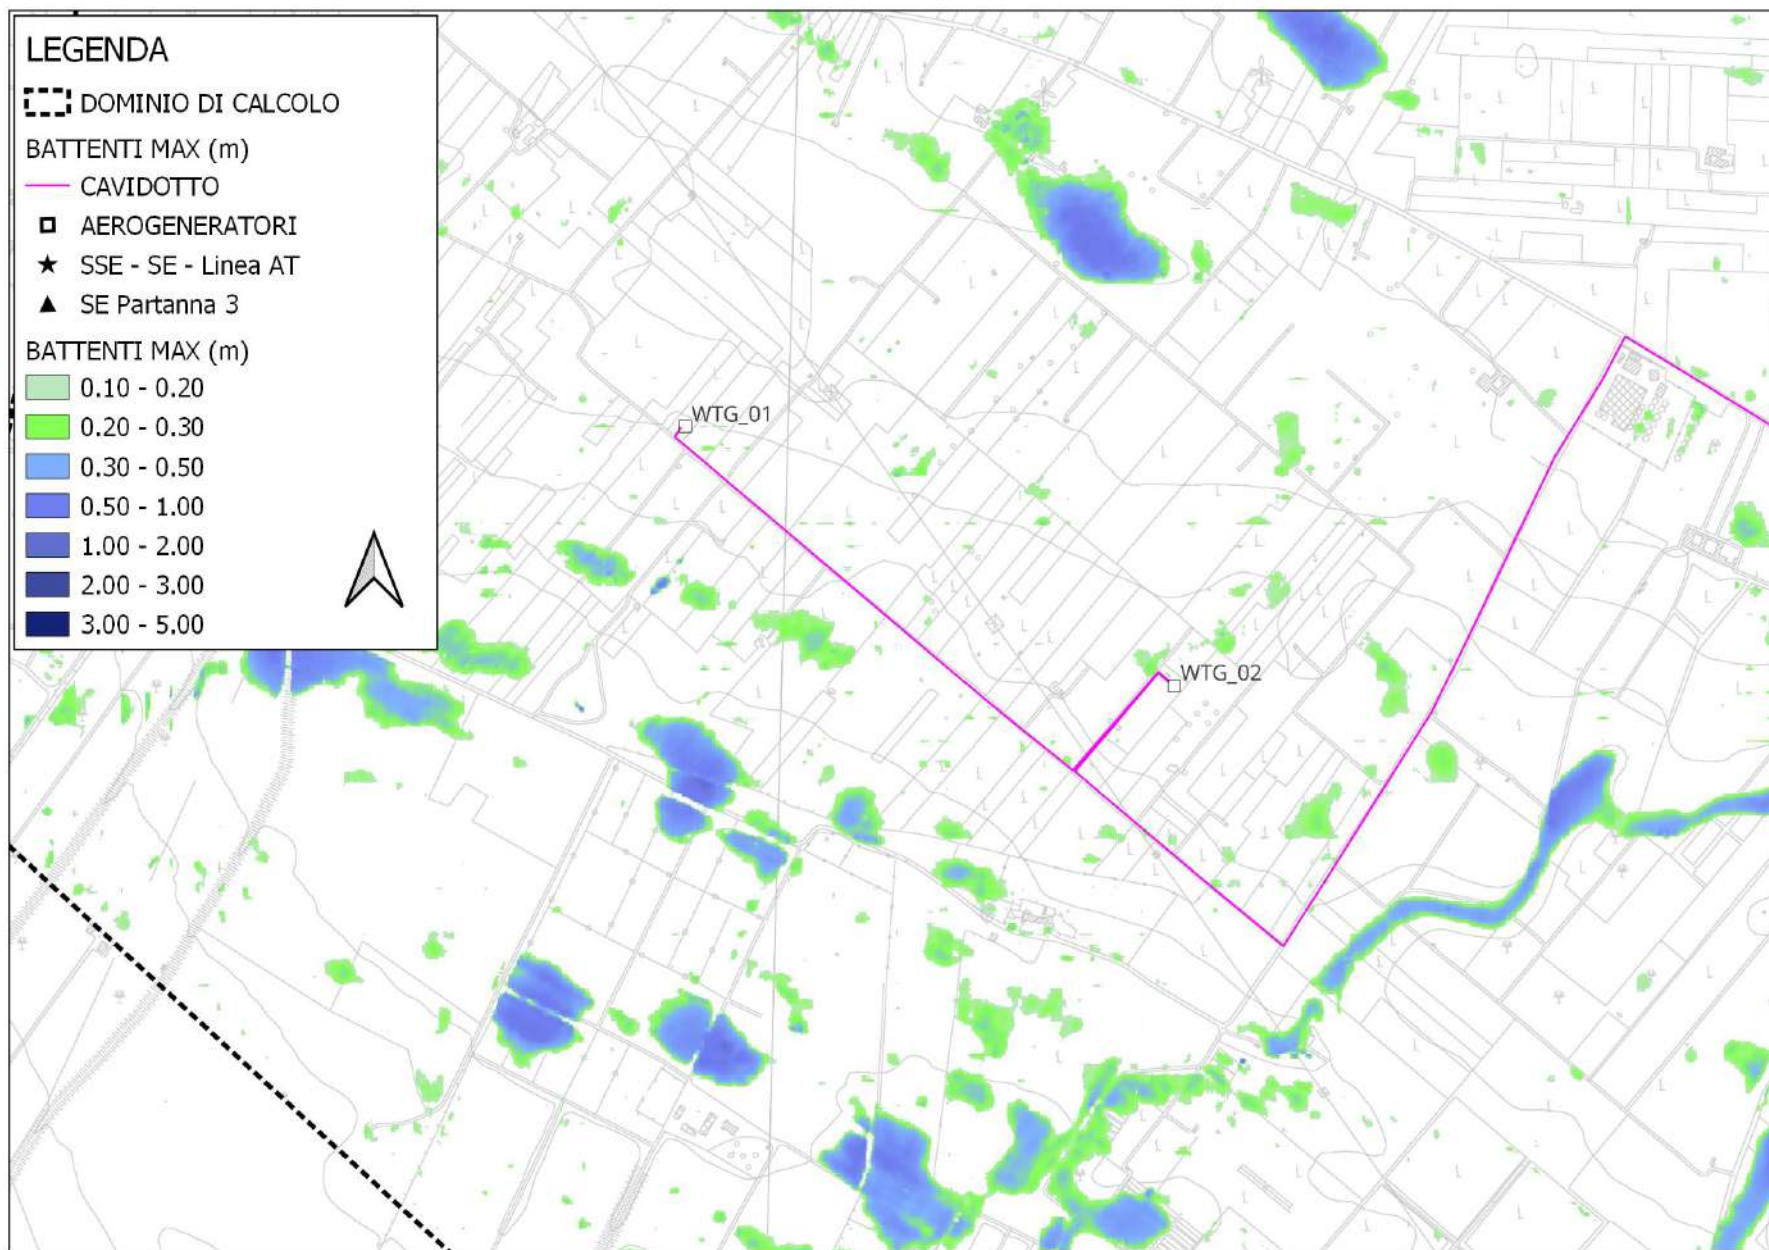 LEGENDA
DOMINIO DI CALCOLO
BATTENTI MAX (m)
CAVIDOTTO
AEROGENERATORI
SSE - SE - Linea AT
SE Partanna 3
BATTENTI MAX (m)
0.10 - 0.20
0.20 - 0.30
0.30 - 0.50
0.50 - 1.00
1.00 - 2.00
2.00 - 3.00
3.00 - 5.00
WTG_01
WTG_02